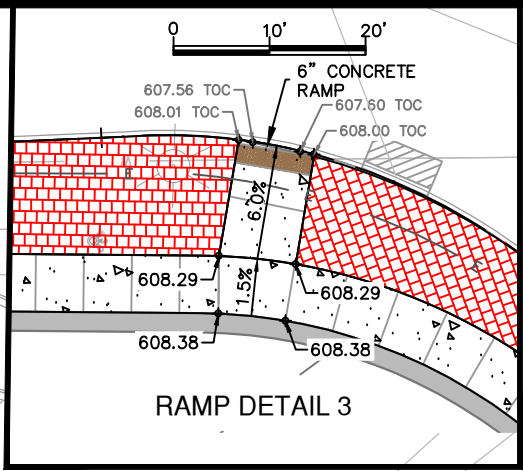 0 10' 20'
6" CONCRETE
RAMP
607.56 TOC
607.60 TOC
608.01 TOC
608.00 TOC
6.0%
608.29
1.5%
608.29
608.38
608.38
RAMP DETAIL 3